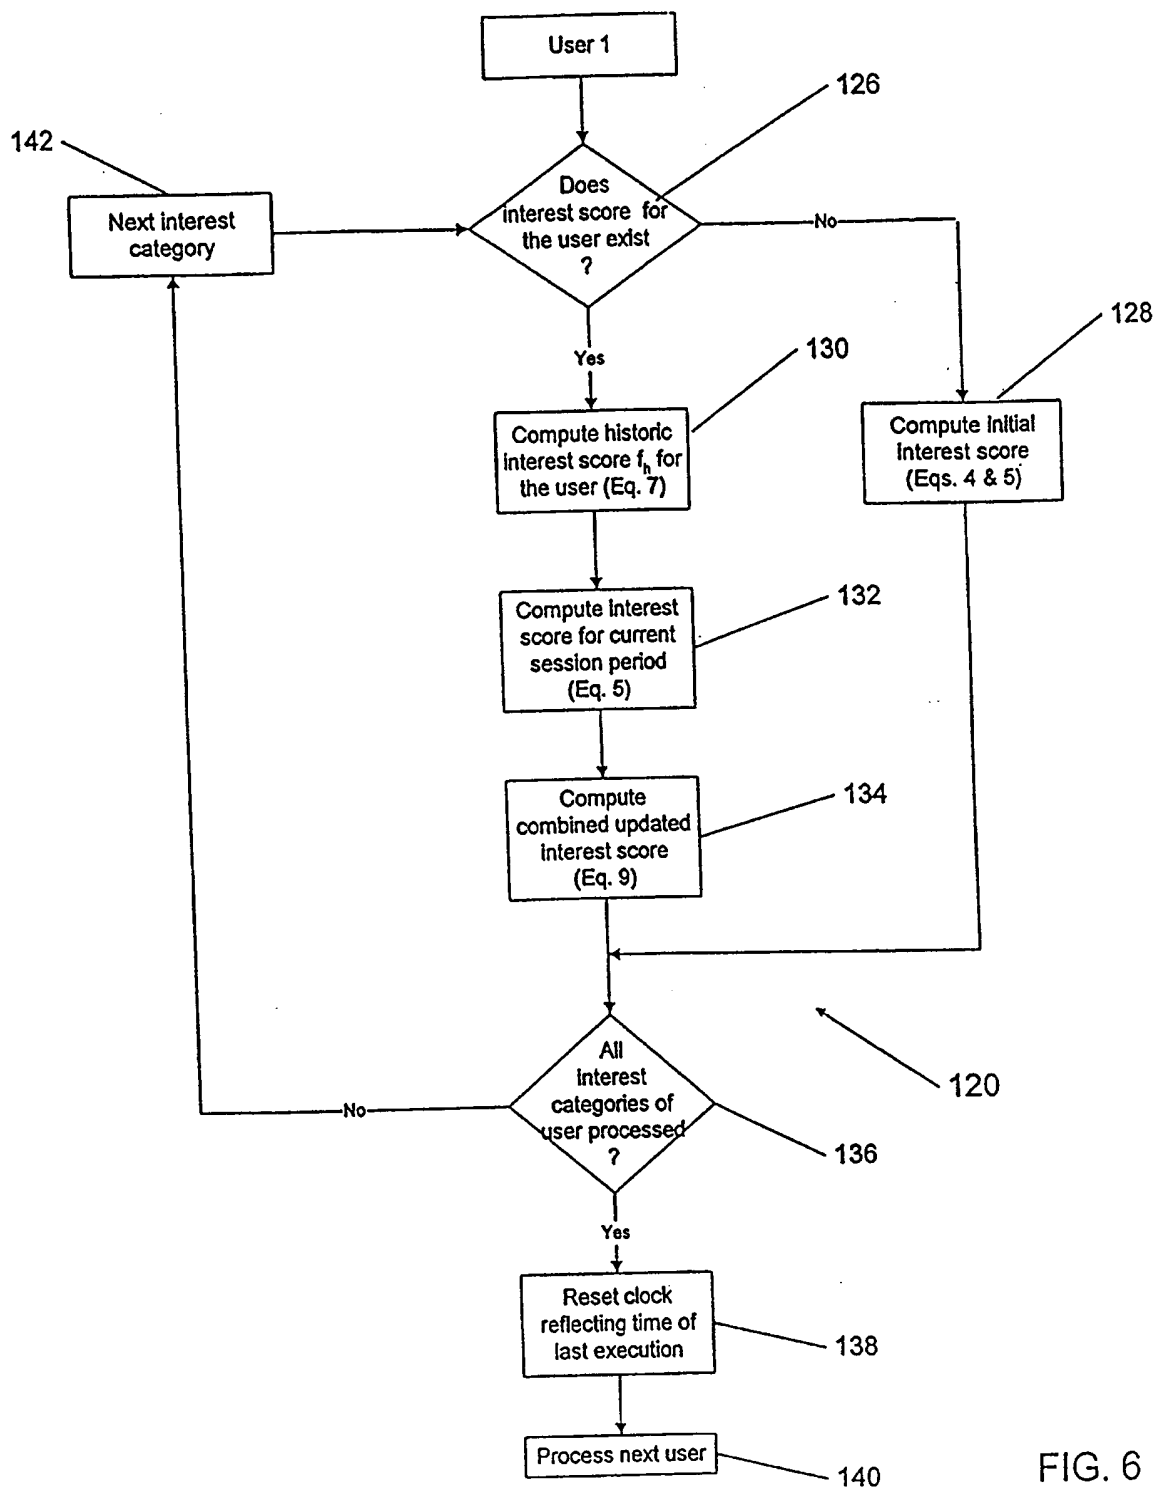 User 1
126
142
Does
interest score for
the user exist
?
Next interest
category
No
128
Yes
130
Compute historic
interest score fh for
the user (Eq. 7)
Compute initial
interest score
(Eqs. 4 & 5)
Compute interest
score for current
session period
(Eq. 5)
132
Compute
combined updated
interest score
(Eq. 9)
134
All
interest
categories of
user processed
?
120
No
136
Yes
Reset clock
reflecting time of
last execution
138
Process next user
140
FIG. 6